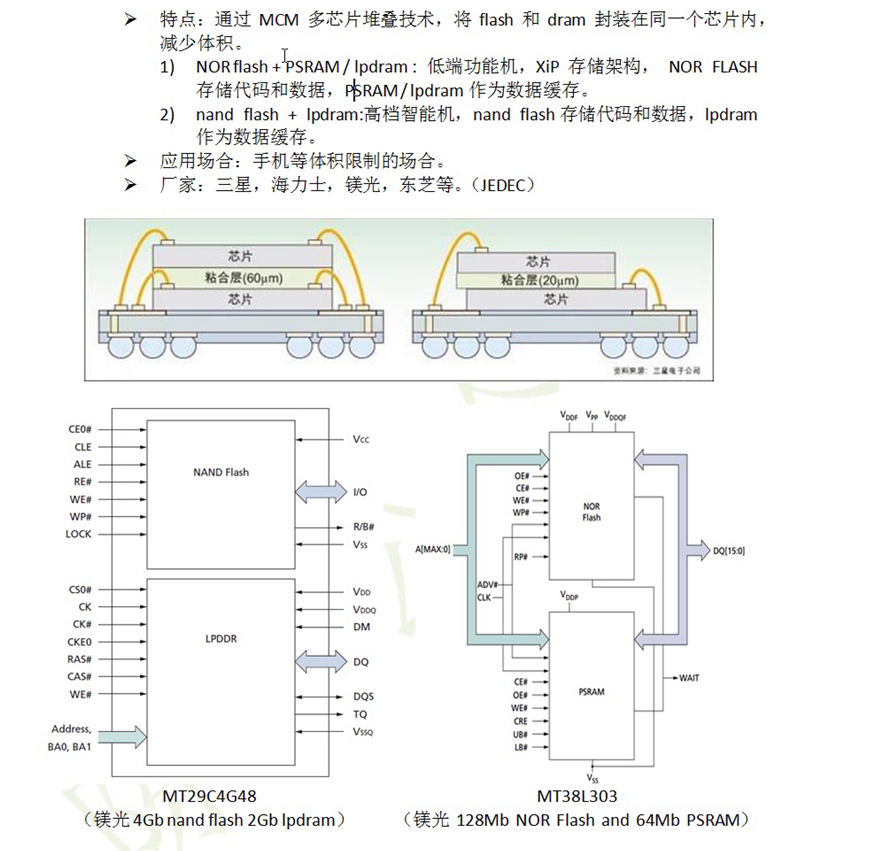 ➢ 特点：通过 MCM 多芯片堆叠技术，将 flash 和 dram 封装在同一个芯片内，
减少体积。
1) NOR flash + PSRAM / lpdram： 低端功能机，XiP 存储架构， NOR FLASH
存储代码和数据，PSRAM/lpdram 作为数据缓存。
2) nand flash + lpdram:高档智能机，nand flash 存储代码和数据，lpdram
作为数据缓存。
➢ 应用场合：手机等体积限制的场合。
➢ 厂家：三星，海力士，镁光，东芝等。（JEDEC）
芯片
粘合层(60μm)
芯片
芯片
粘合层(20μm)
芯片
资料来源：三星电子公司
CE0#
CLE
ALE
RE#
WE#
WP#
LOCK
NAND Flash
VCC
I/O
R/B#
VSS
CS0#
CK
CK#
CKE0
RAS#
CAS#
WE#
Address,
BA0, BA1
LPDDR
VDD
VDDQ
DM
DQ
DQS
TQ
VSSQ
MT29C4G48
（镁光 4Gb nand flash 2Gb lpdram）
VDDF VPP VDDQF
OE#
CE#
WE#
WP#
NOR
Flash
A[MAX:0]
DQ[15:0]
RP#
ADV#
CLK
VDDP
PSRAM
WAIT
CE#
OE#
WE#
CRE
UB#
LB#
VSS
MT38L303
（镁光 128Mb NOR Flash and 64Mb PSRAM）